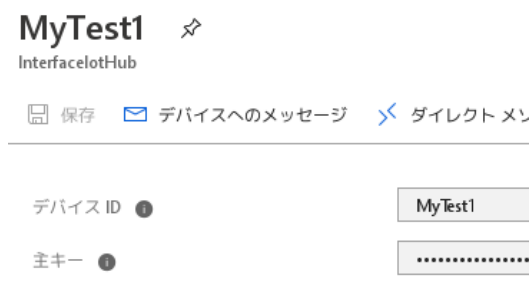 MyTest1
InterfaceIotHub
保存 デバイスへのメッセージ ダイレクト メソ
デバイス ID
MyTest1
主キー
••••••••••••••••